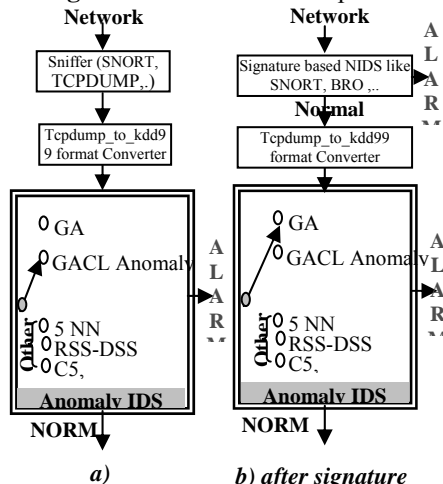 Network
Sniffer (SNORT,
TCPDUMP,.)
Tcpdump_to_kdd9
9 format Converter
GA
GACL Anomaly
A
L
A
R
M
Other
5 NN
RSS-DSS
C5,
Anomaly IDS
NORM
a)
Network
Signature based NIDS like
SNORT, BRO ,..
A
L
A
R
M
Normal
Tcpdump_to_kdd99
format Converter
GA
GACL Anomaly
A
L
A
R
M
Other
5 NN
RSS-DSS
C5,
Anomaly IDS
NORM
b) after signature